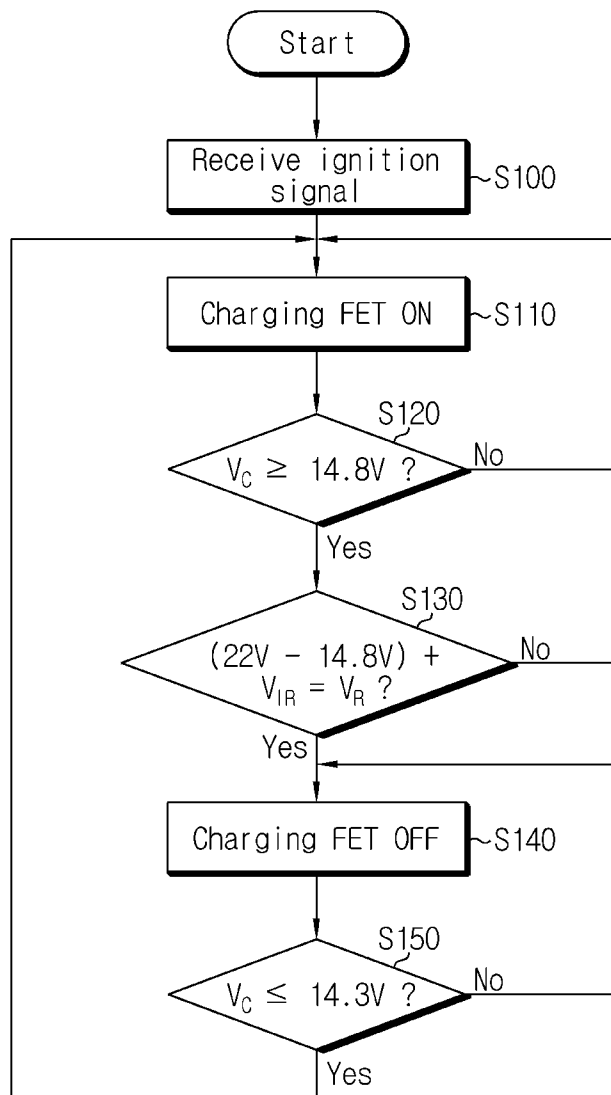 Start
Receive ignition
signal
S100
Charging FET ON
S110
S120
V_C ≥ 14.8V ?
No
Yes
S130
(22V - 14.8V) +
V_IR = V_R ?
No
Yes
Charging FET OFF
S140
S150
V_C ≤ 14.3V ?
No
Yes